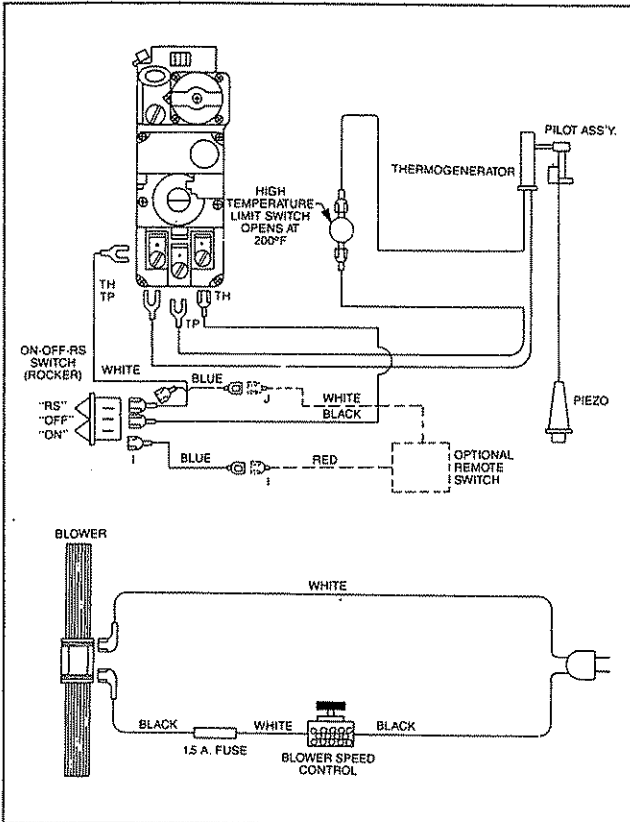 PILOT ASS'Y.
THERMOGENERATOR
HIGH
TEMPERATURE
LIMIT SWITCH
OPENS AT
200°F
TH
TP
TH
TP
ON-OFF-RS
SWITCH
(ROCKER)
WHITE
BLUE
J
WHITE
BLACK
"RS"
"OFF"
"ON"
I
BLUE
I
RED
OPTIONAL
REMOTE
SWITCH
PIEZO
BLOWER
WHITE
BLACK
WHITE
BLACK
1.5 A. FUSE
BLOWER SPEED
CONTROL